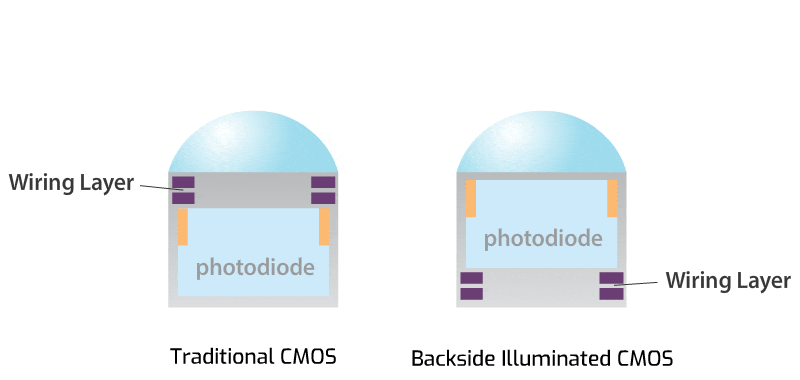 Wiring Layer
photodiode
photodiode
Wiring Layer
Traditional CMOS
Backside Illuminated CMOS